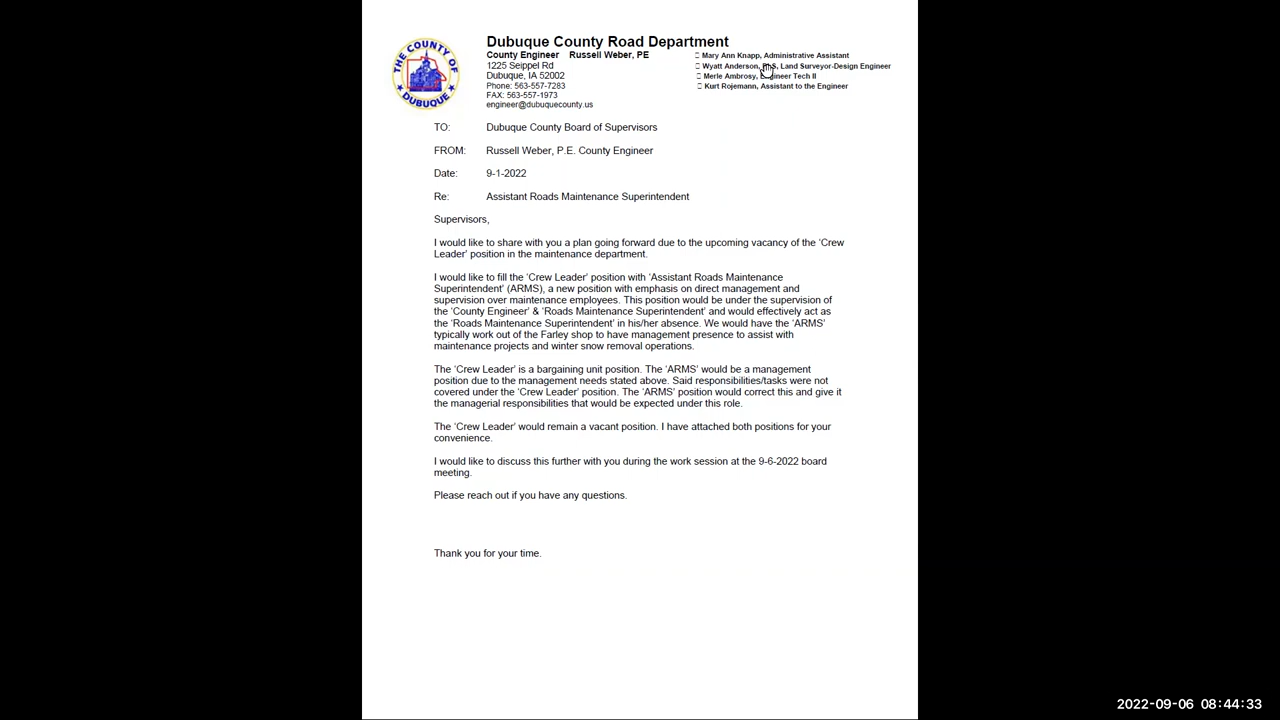 THE COUNTY OF
DUBUQUE
Dubuque County Road Department
County Engineer Russell Weber, PE
1225 Seippel Rd
Dubuque, IA 52002
Phone: 563-557-7283
FAX: 563-557-1973
engineer@dubuquecounty.us
Mary Ann Knapp, Administrative Assistant
Wyatt Anderson, Land Surveyor-Design Engineer
Merle Ambrosy, Engineer Tech II
Kurt Rojemann, Assistant to the Engineer
TO: Dubuque County Board of Supervisors
FROM: Russell Weber, P.E. County Engineer
Date: 9-1-2022
Re: Assistant Roads Maintenance Superintendent
Supervisors,
I would like to share with you a plan going forward due to the upcoming vacancy of the ‘Crew
Leader’ position in the maintenance department.
I would like to fill the ‘Crew Leader’ position with ‘Assistant Roads Maintenance
Superintendent’ (ARMS), a new position with emphasis on direct management and
supervision over maintenance employees. This position would be under the supervision of
the ‘County Engineer’ & ‘Roads Maintenance Superintendent’ and would effectively act as
the ‘Roads Maintenance Superintendent’ in his/her absence. We would have the ‘ARMS’
typically work out of the Farley shop to have management presence to assist with
maintenance projects and winter snow removal operations.
The ‘Crew Leader’ is a bargaining unit position. The ‘ARMS’ would be a management
position due to the management needs stated above. Said responsibilities/tasks were not
covered under the ‘Crew Leader’ position. The ‘ARMS’ position would correct this and give it
the managerial responsibilities that would be expected under this role.
The ‘Crew Leader’ would remain a vacant position. I have attached both positions for your
convenience.
I would like to discuss this further with you during the work session at the 9-6-2022 board
meeting.
Please reach out if you have any questions.
Thank you for your time.
2022-09-06 08:44:33